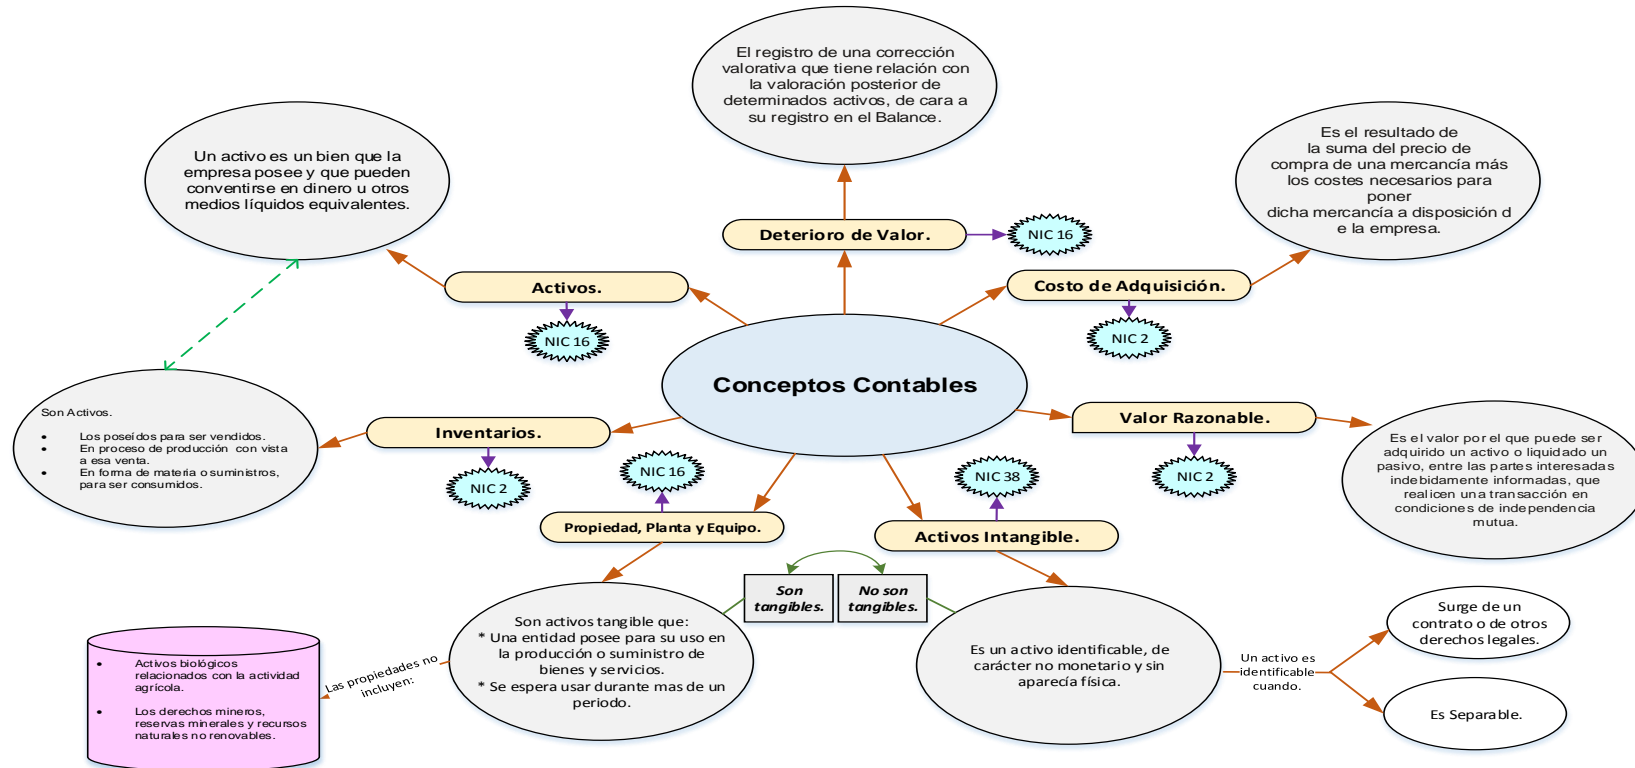 El registro de una corrección
valorativa que tiene relación con
la valoración posterior de
determinados activos, de cara a
su registro en el Balance.
Un activo es un bien que la
empresa posee y que pueden
conventirse en dinero u otros
medios líquidos equivalentes.
Es el resultado de
la suma del precio de
compra de una mercancía más
los costes necesarios para
poner
dicha mercancía a disposición d
e la empresa.
Deterioro de Valor.
NIC 16
Activos.
NIC 16
Costo de Adquisición.
NIC 2
Conceptos Contables
Son Activos.
• Los poseídos para ser vendidos.
• En proceso de producción con vista
a esa venta.
• En forma de materia o suministros,
para ser consumidos.
Inventarios.
NIC 2
Valor Razonable.
NIC 2
Es el valor por el que puede ser
adquirido un activo o liquidado un
pasivo, entre las partes interesadas
indebidamente informadas, que
realicen una transacción en
condiciones de independencia
mutua.
NIC 16
Propiedad, Planta y Equipo.
NIC 38
Activos Intangible.
Son
tangibles.
No son
tangibles.
Son activos tangible que:
* Una entidad posee para su uso en
la producción o suministro de
bienes y servicios.
* Se espera usar durante mas de un
periodo.
Las propiedades no
incluyen:
• Activos biológicos
relacionados con la actividad
agrícola.
• Los derechos mineros,
reservas minerales y recursos
naturales no renovables.
Es un activo identificable, de
carácter no monetario y sin
aparecía física.
Un activo es
identificable
cuando.
Surge de un
contrato o de otros
derechos legales.
Es Separable.